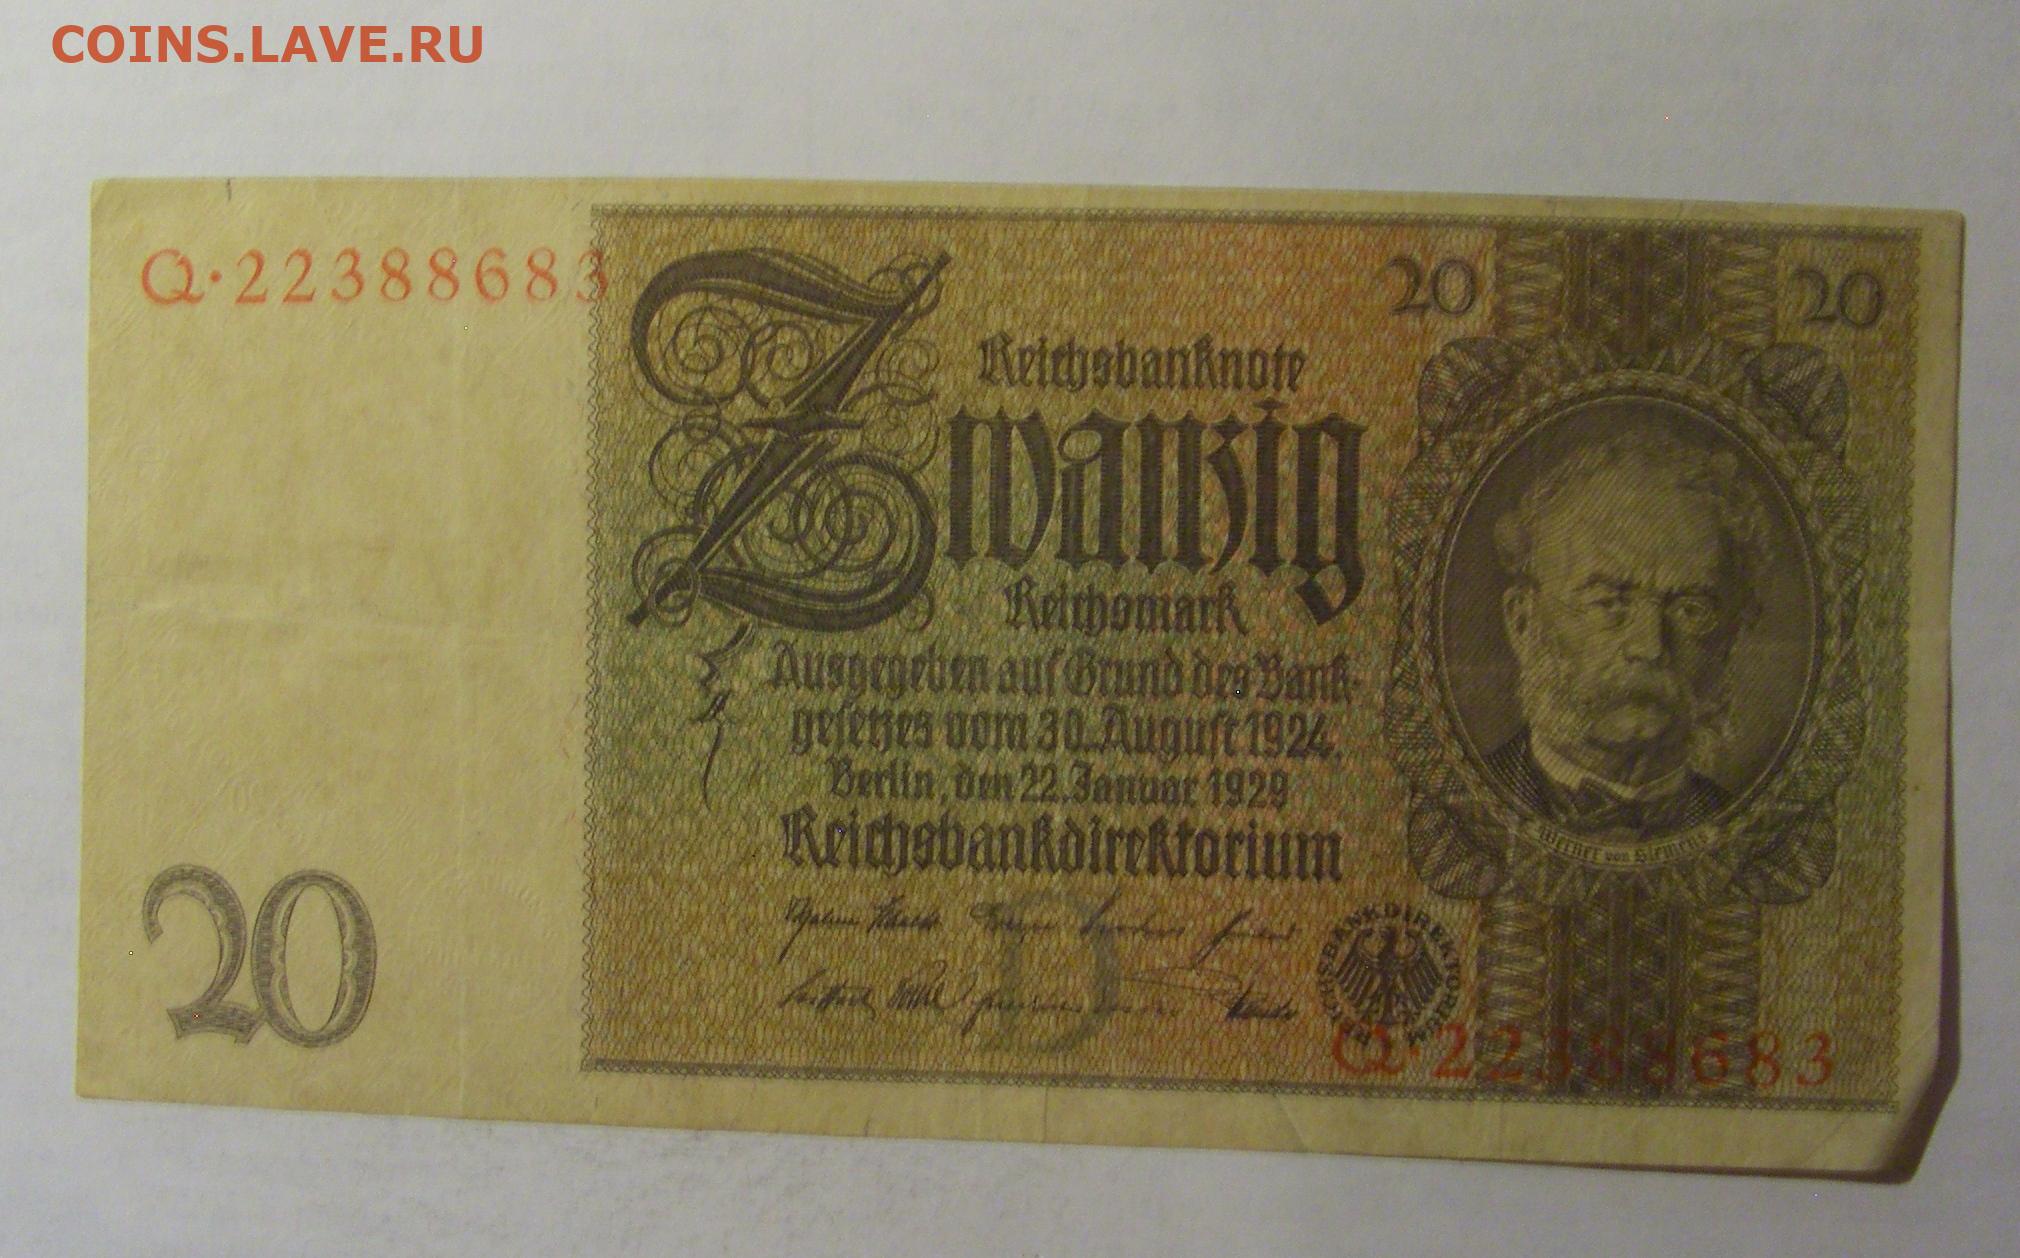 COINS.LAVE.RU
Q·22388683
20
20
Reichsbanknote
Zwanzig
Reichsmark
Ausgegeben auf Grund des Bank-
gesetzes vom 30. August 1924.
Berlin, den 22. Januar 1929
Reichsbankdirektorium
Werner von Siemens
REICHSBANKDIREKTORIUM
20
Q·22388683